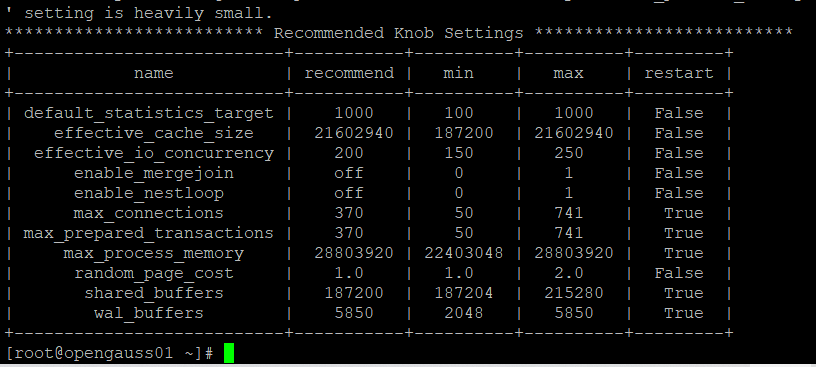 ' setting is heavily small.
************************** Recommended Knob Settings **************************
+---------------------------+-----------+----------+----------+---------+
| name | recommend | min | max | restart |
+---------------------------+-----------+----------+----------+---------+
| default_statistics_target | 1000 | 100 | 1000 | False |
| effective_cache_size | 21602940 | 187200 | 21602940 | False |
| effective_io_concurrency | 200 | 150 | 250 | False |
| enable_mergejoin | off | 0 | 1 | False |
| enable_nestloop | off | 0 | 1 | False |
| max_connections | 370 | 50 | 741 | True |
| max_prepared_transactions | 370 | 50 | 741 | True |
| max_process_memory | 28803920 | 22403048 | 28803920 | True |
| random_page_cost | 1.0 | 1.0 | 2.0 | False |
| shared_buffers | 187200 | 187204 | 215280 | True |
| wal_buffers | 5850 | 2048 | 5850 | True |
+---------------------------+-----------+----------+----------+---------+
[root@opengauss01 ~]#